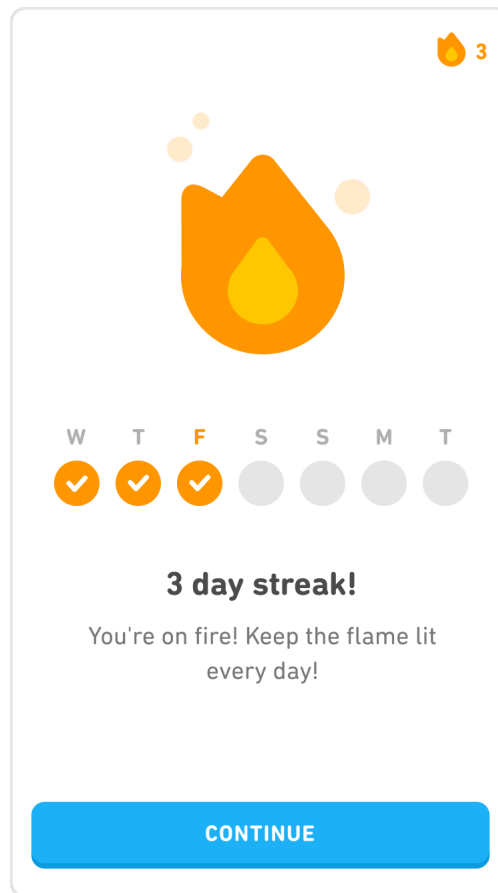 3
W T F S S M T
3 day streak!
You're on fire! Keep the flame lit
every day!
CONTINUE